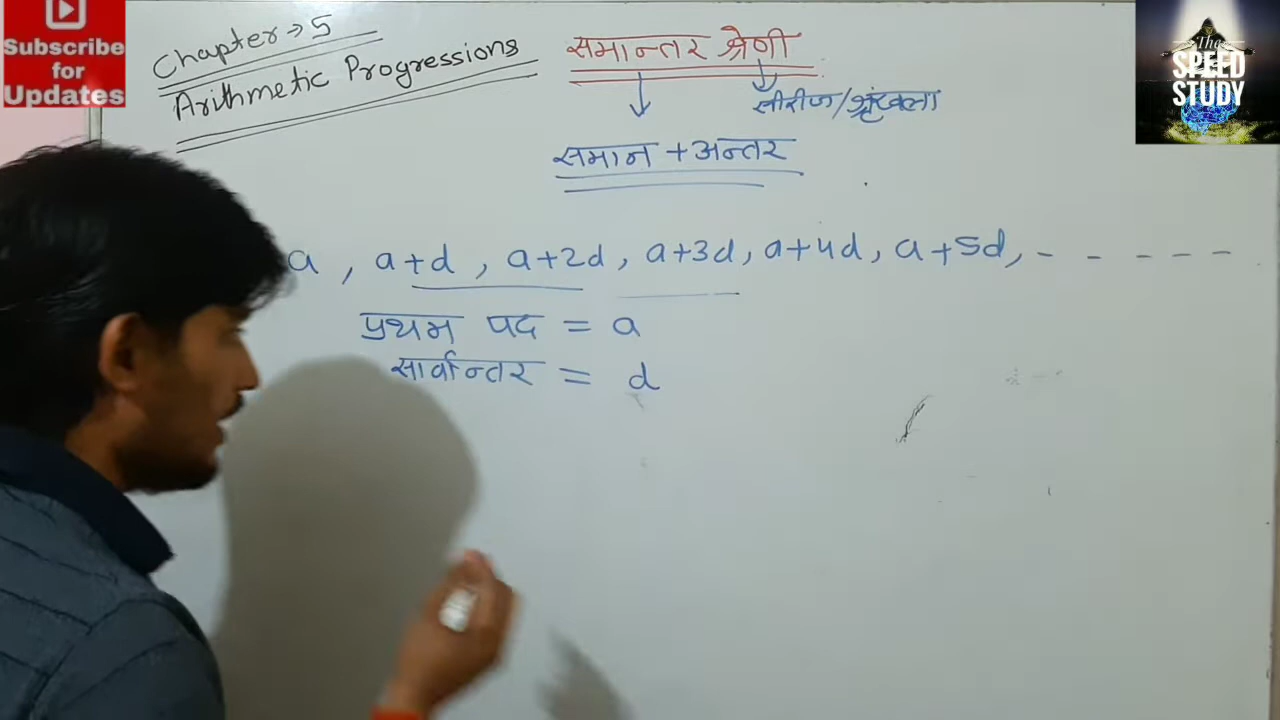 Subscribe
for
Updates
Chapter → 5
Arithmetic Progressions
समान्तर श्रेणी
सीरीज/श्रृंखला
समान + अन्तर
a , a+d , a+2d , a+3d, a+4d, a+5d, - - - - - -
प्रथम पद = a
सार्वान्तर = d
The
SPEED
STUDY